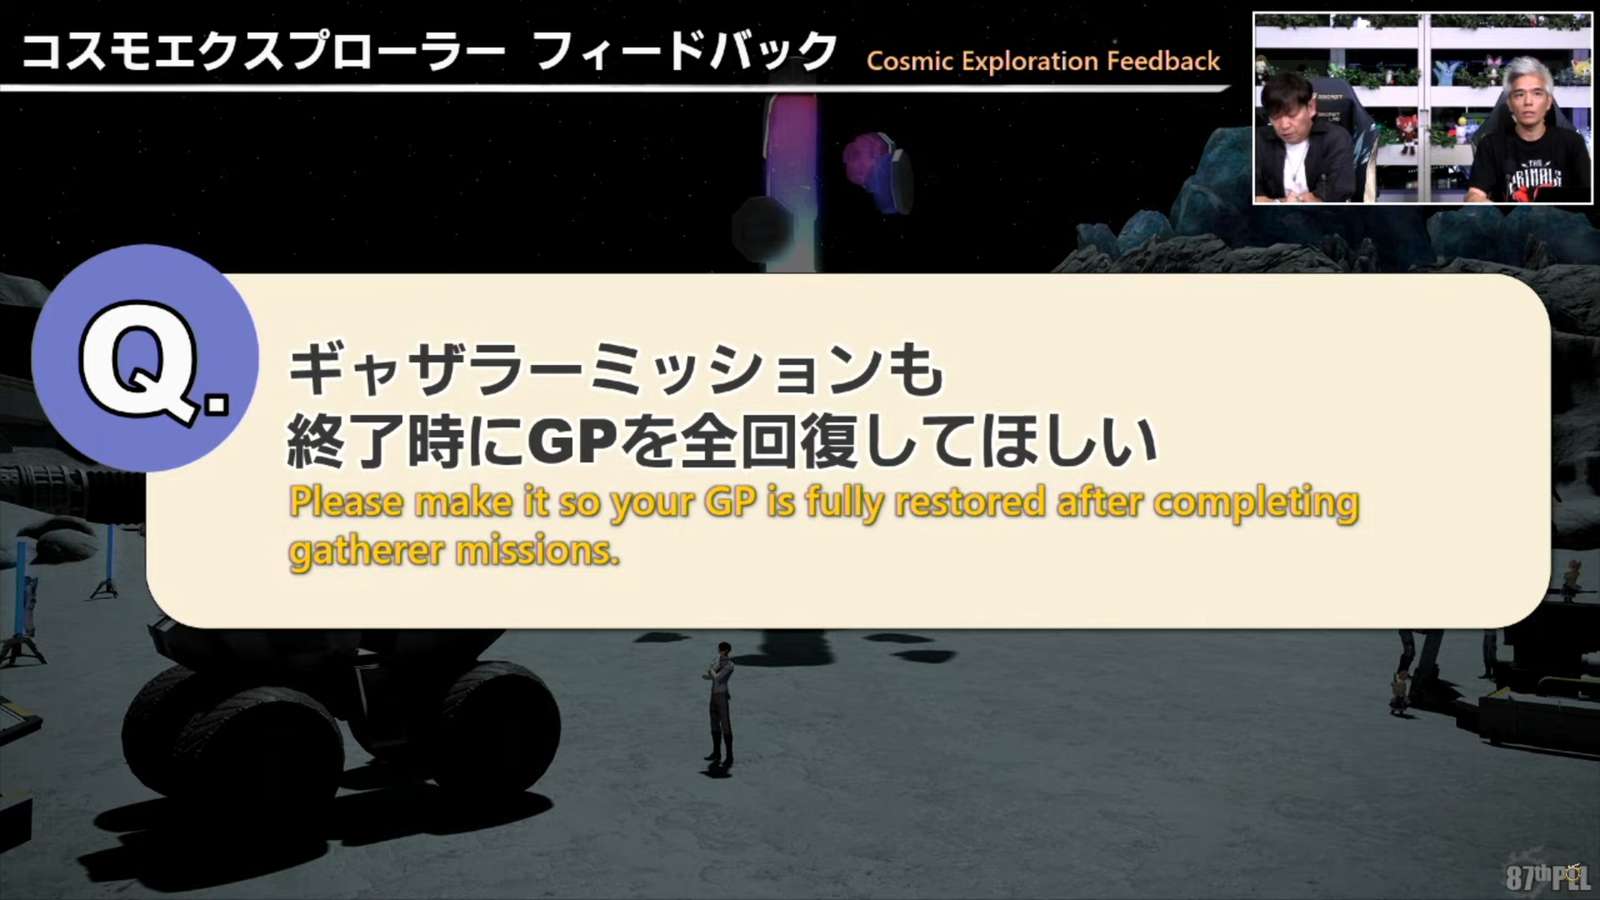 コスモエクスプローラー フィードバック Cosmic Exploration Feedback
Q.
ギャザラーミッションも
終了時にGPを全回復してほしい
Please make it so your GP is fully restored after completing
gatherer missions.
THE
PRIMALS
87thPLL